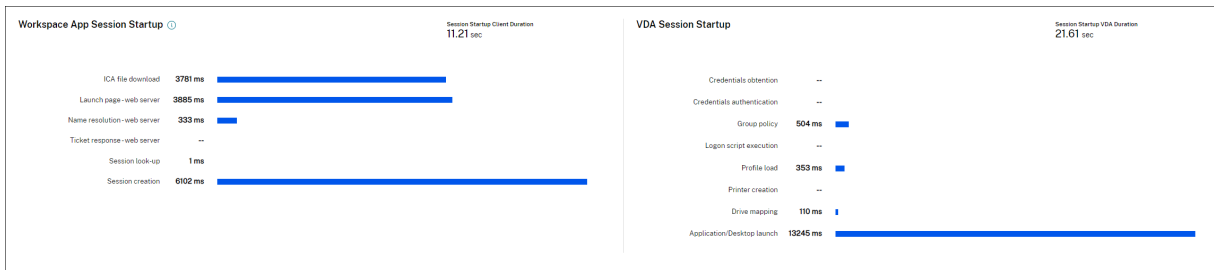 Workspace App Session Startup
Session Startup Client Duration
11.21 sec
ICA file download 3781 ms
Launch page-web server 3885 ms
Name resolution-web server 333 ms
Ticket response-web server --
Session look-up 1 ms
Session creation 6102 ms
VDA Session Startup
Session Startup VDA Duration
21.61 sec
Credentials obtention --
Credentials authentication --
Group policy 504 ms
Logon script execution --
Profile load 353 ms
Printer creation --
Drive mapping 110 ms
Application/Desktop launch 13245 ms